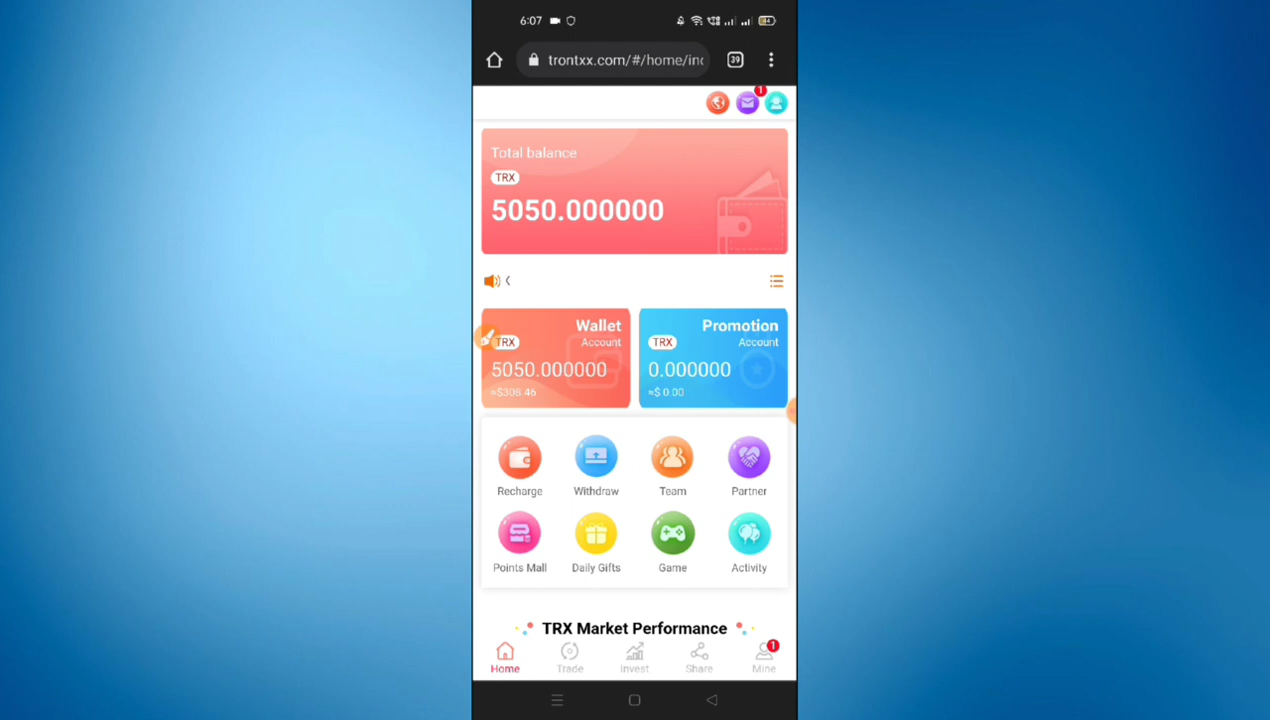 6:07
84
trontxx.com/#/home/ind
39
1
Total balance
TRX
5050.000000
Wallet
TRX
Account
5050.000000
≈$308.46
Promotion
TRX
Account
0.000000
≈$ 0.00
Recharge
Withdraw
Team
Partner
Points Mall
Daily Gifts
Game
Activity
TRX Market Performance
1
Home
Trade
Invest
Share
Mine